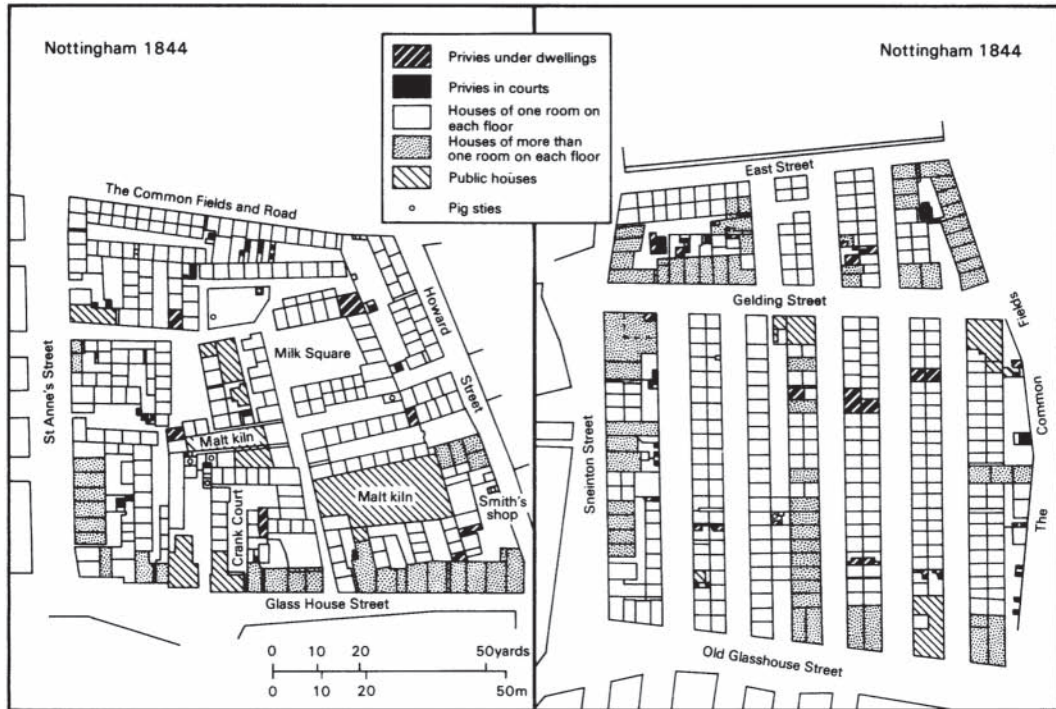 Nottingham 1844
Nottingham 1844
Privies under dwellings
Privies in courts
Houses of one room on
each floor
Houses of more than
one room on each floor
Public houses
Pig sties
The Common Fields and Road
Howard
Street
Milk Square
St Anne's Street
Malt kiln
Malt kiln
Smith's
shop
Crank Court
Glass House Street
0 10 20 50yards
0 10 20 50m
East Street
Gelding Street
Sneinton Street
The Common Fields
Old Glasshouse Street